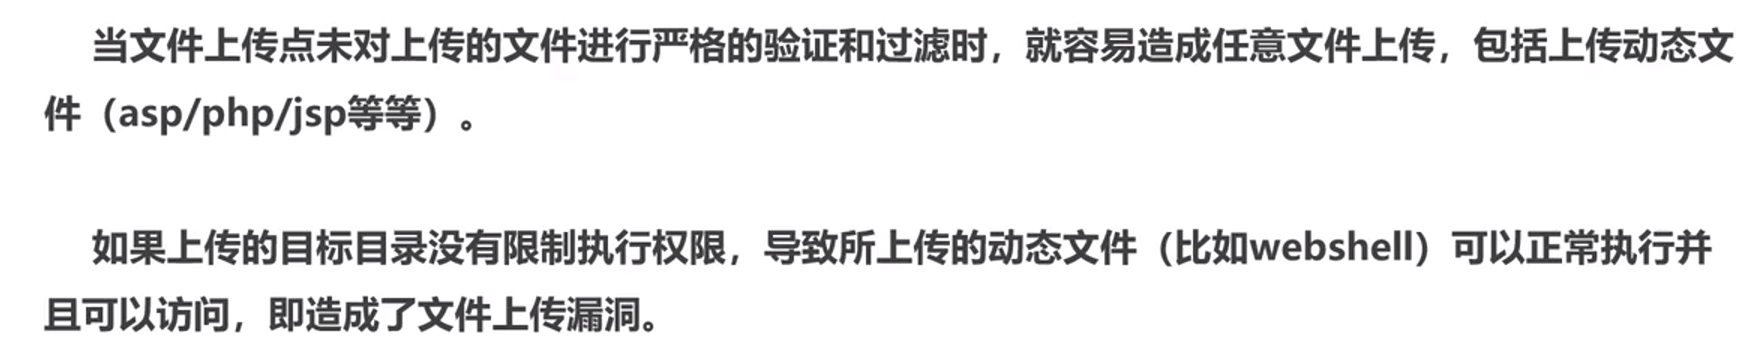 当文件上传点未对上传的文件进行严格的验证和过滤时，就容易造成任意文件上传，包括上传动态文
件（asp/php/jsp等等）。
如果上传的目标目录没有限制执行权限，导致所上传的动态文件（比如webshell）可以正常执行并
且可以访问，即造成了文件上传漏洞。